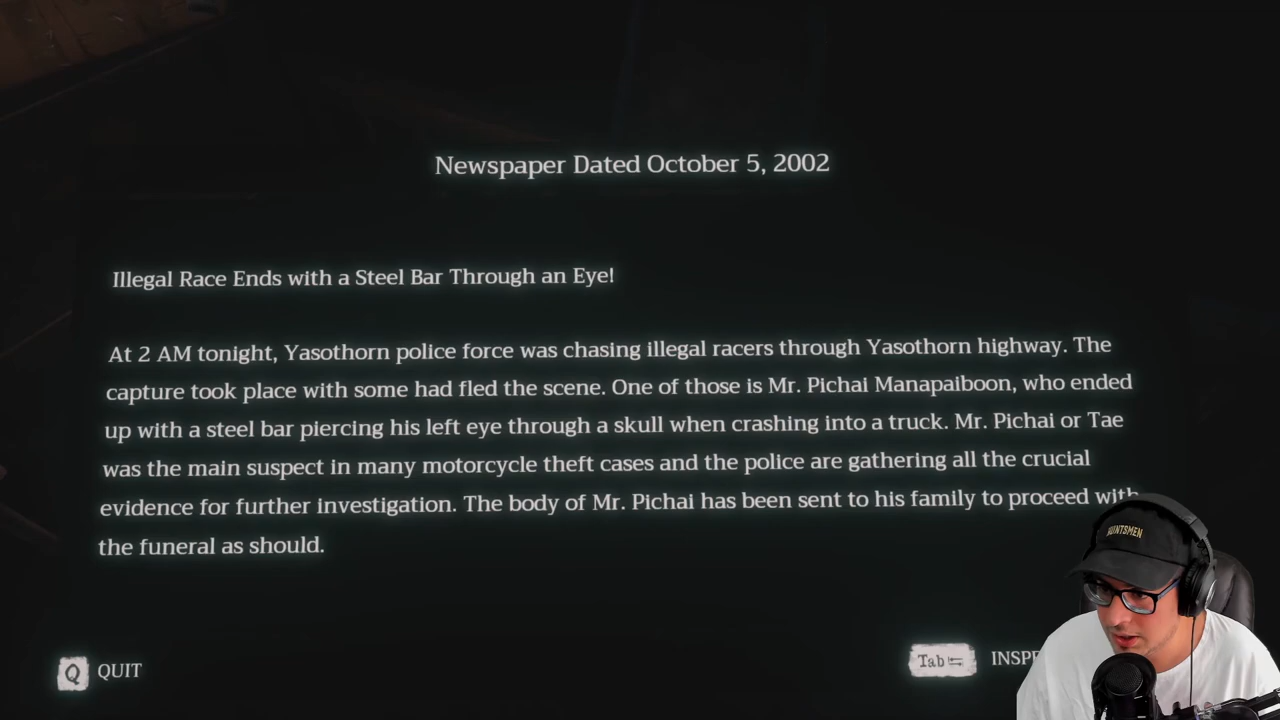 Newspaper Dated October 5, 2002
Illegal Race Ends with a Steel Bar Through an Eye!
At 2 AM tonight, Yasothorn police force was chasing illegal racers through Yasothorn highway. The
capture took place with some had fled the scene. One of those is Mr. Pichai Manapaiboon, who ended
up with a steel bar piercing his left eye through a skull when crashing into a truck. Mr. Pichai or Tae
was the main suspect in many motorcycle theft cases and the police are gathering all the crucial
evidence for further investigation. The body of Mr. Pichai has been sent to his family to proceed with
the funeral as should.
Q QUIT
Tab